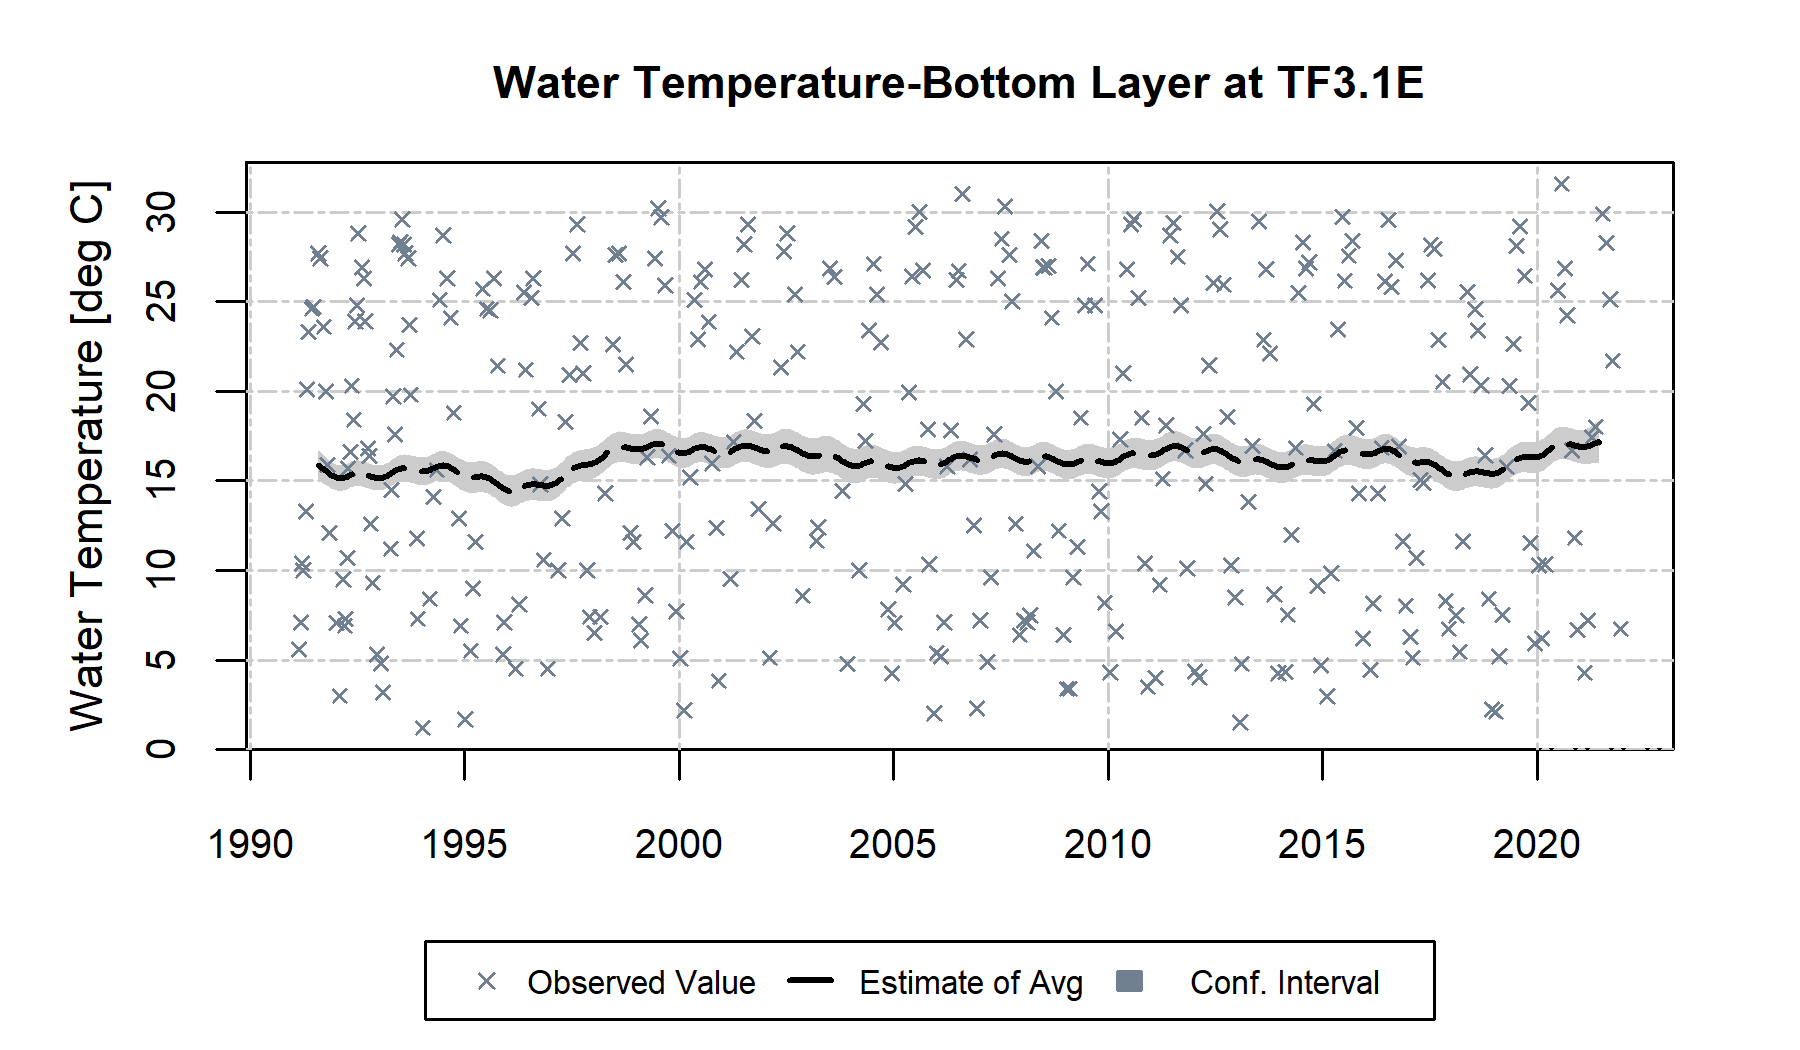 Water Temperature-Bottom Layer at TF3.1E
Water Temperature [deg C]
30
25
20
15
10
5
0
1990 1995 2000 2005 2010 2015 2020
Observed Value Estimate of Avg Conf. Interval